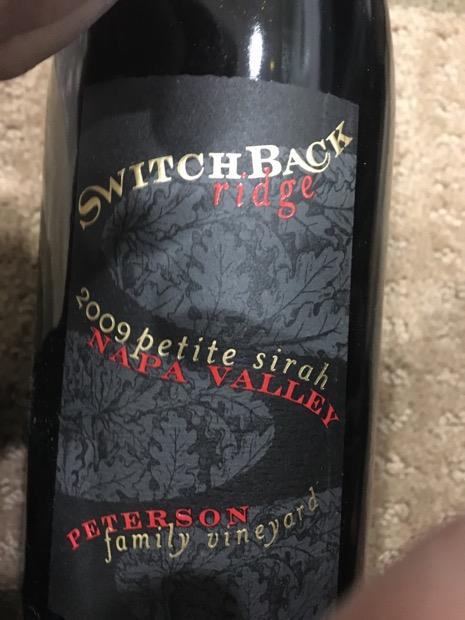 SWITCHBACK
ridge
2009 petite sirah
NAPA VALLEY
PETERSON
family vineyard